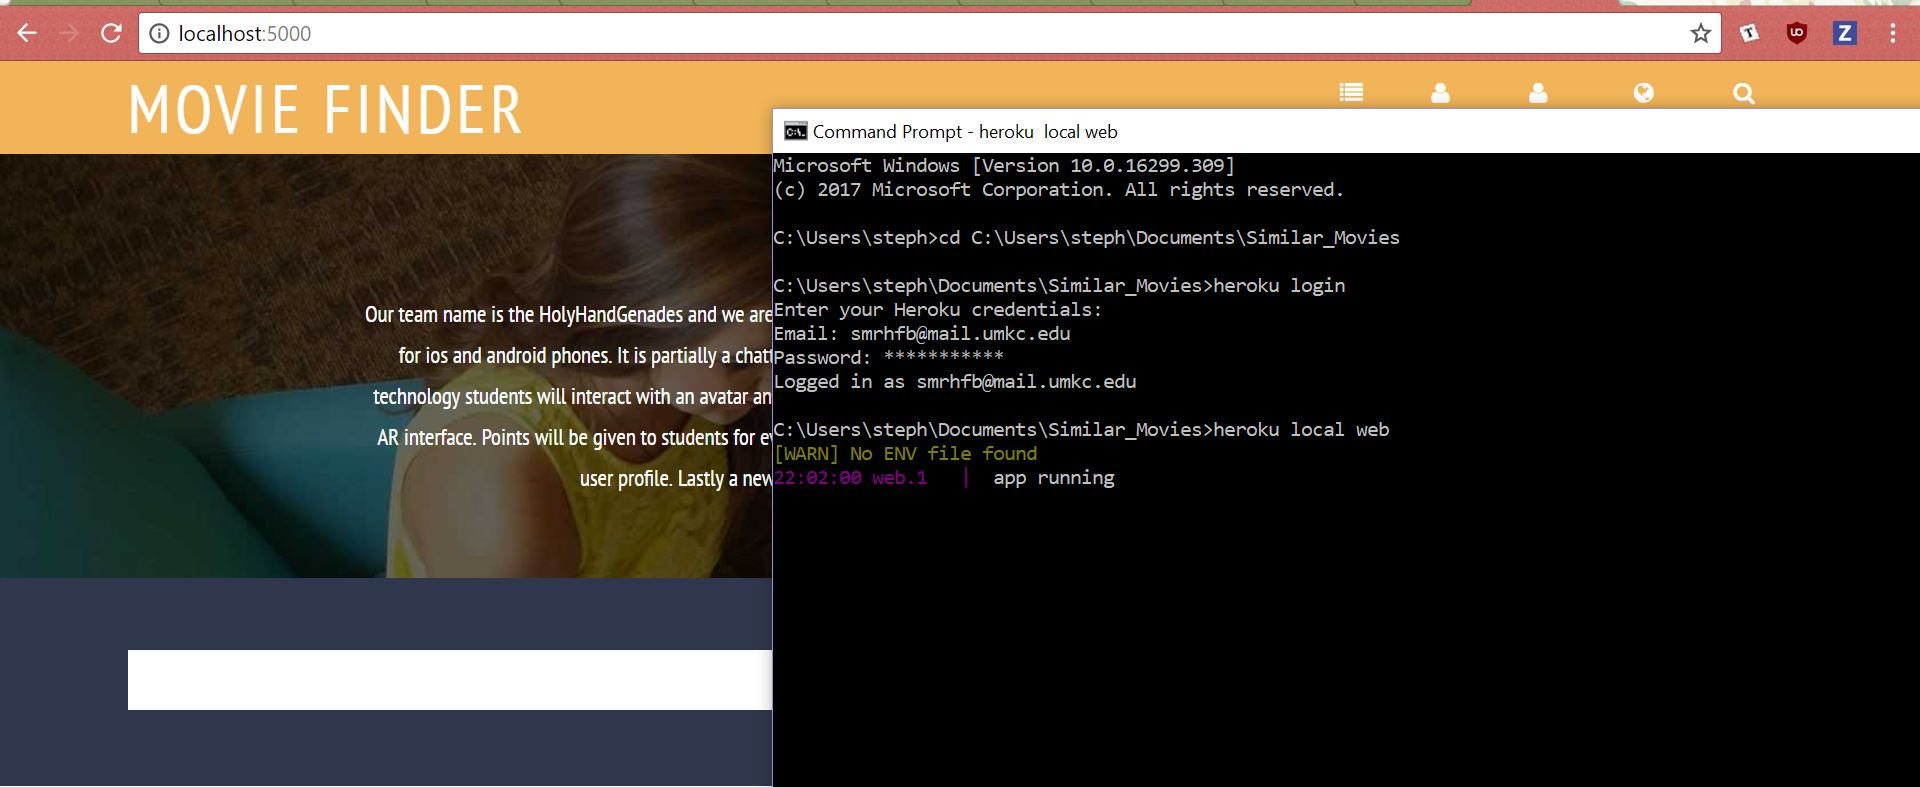 localhost:5000
MOVIE FINDER
Our team name is the HolyHandGenades and we are
for ios and android phones. It is partially a chat
technology students will interact with an avatar an
AR interface. Points will be given to students for e
user profile. Lastly a new
Command Prompt - heroku  local web
Microsoft Windows [Version 10.0.16299.309]
(c) 2017 Microsoft Corporation. All rights reserved.
C:\Users\steph>cd C:\Users\steph\Documents\Similar_Movies
C:\Users\steph\Documents\Similar_Movies>heroku login
Enter your Heroku credentials:
Email: smrhfb@mail.umkc.edu
Password: ***********
Logged in as smrhfb@mail.umkc.edu
C:\Users\steph\Documents\Similar_Movies>heroku local web
[WARN] No ENV file found
22:02:00 web.1   |  app running